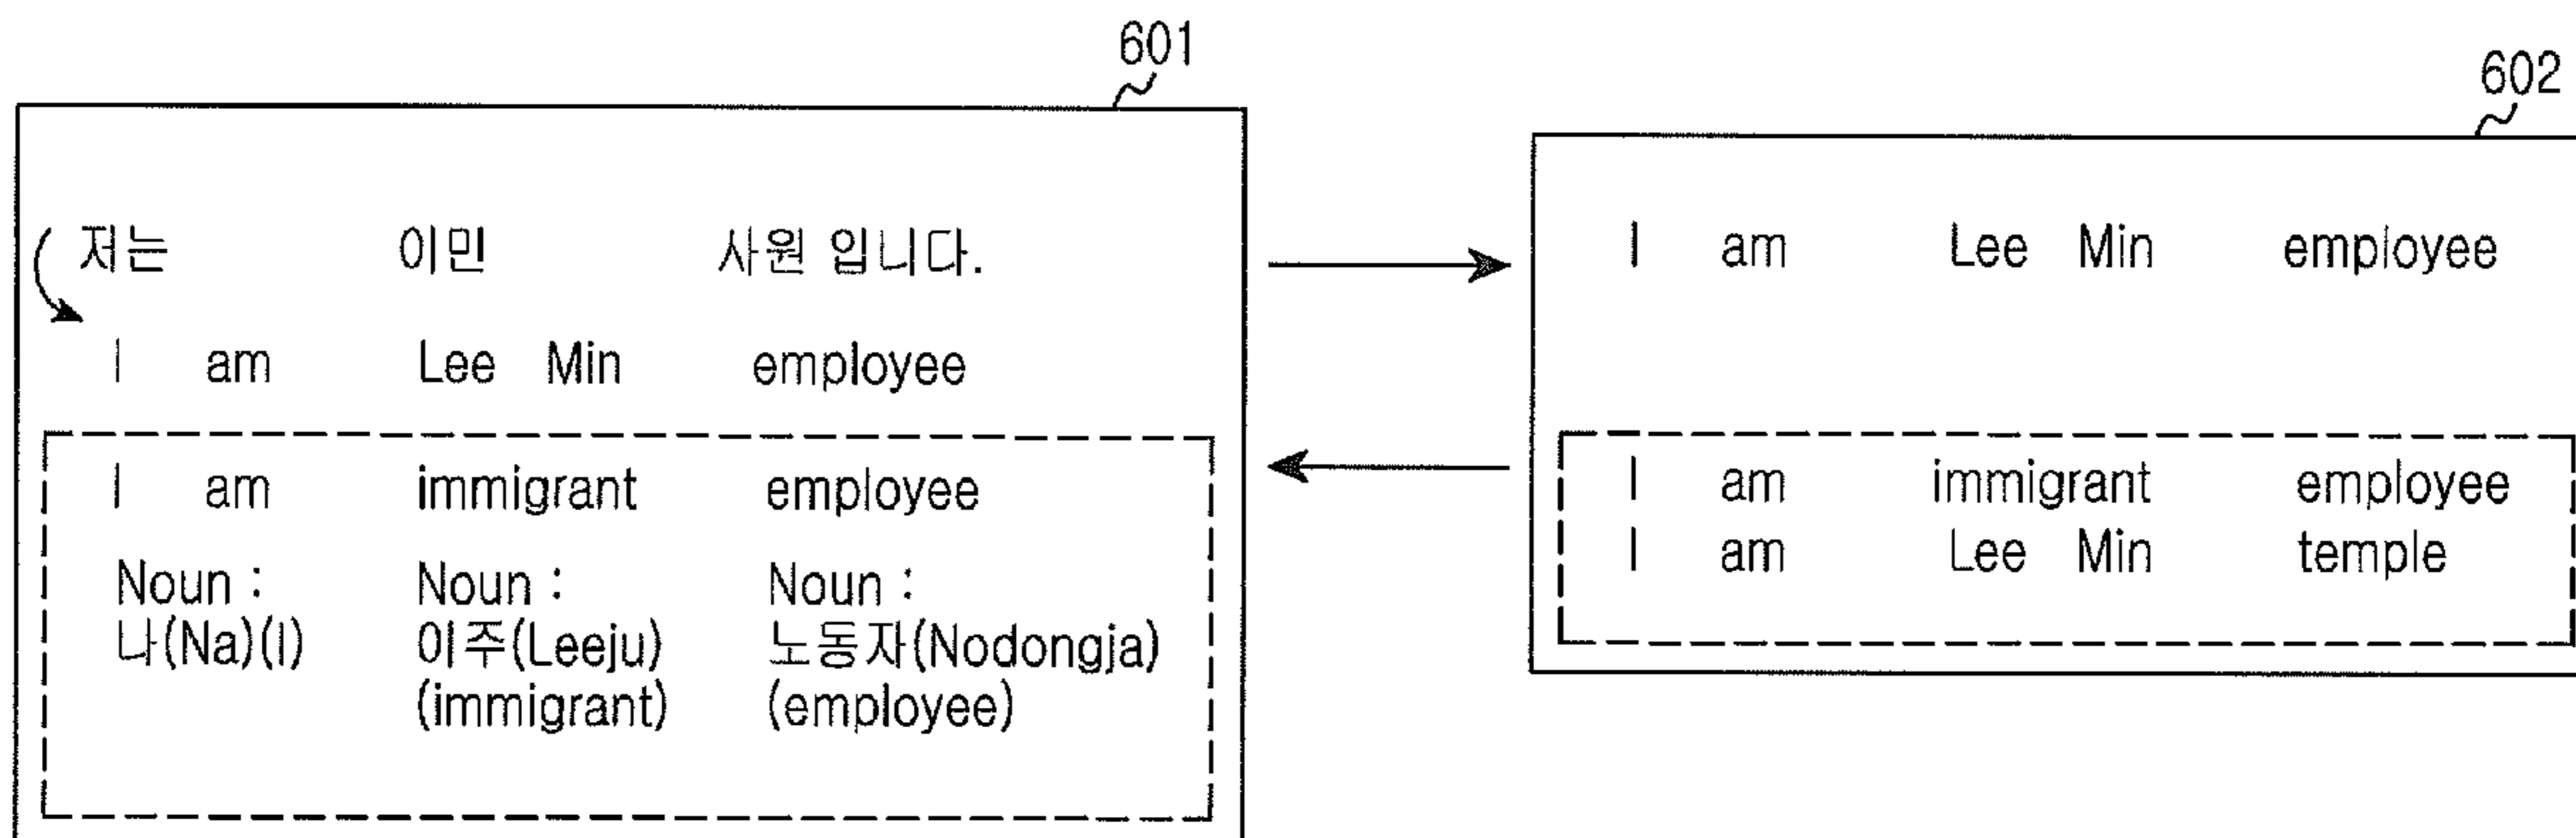 601
저는 이민 사원 입니다.
I am Lee Min employee
I am immigrant employee
Noun : Noun : Noun :
나(Na)(I) 이주(Leeju) 노동자(Nodongja)
(immigrant) (employee)
602
I am Lee Min employee
I am immigrant employee
I am Lee Min temple